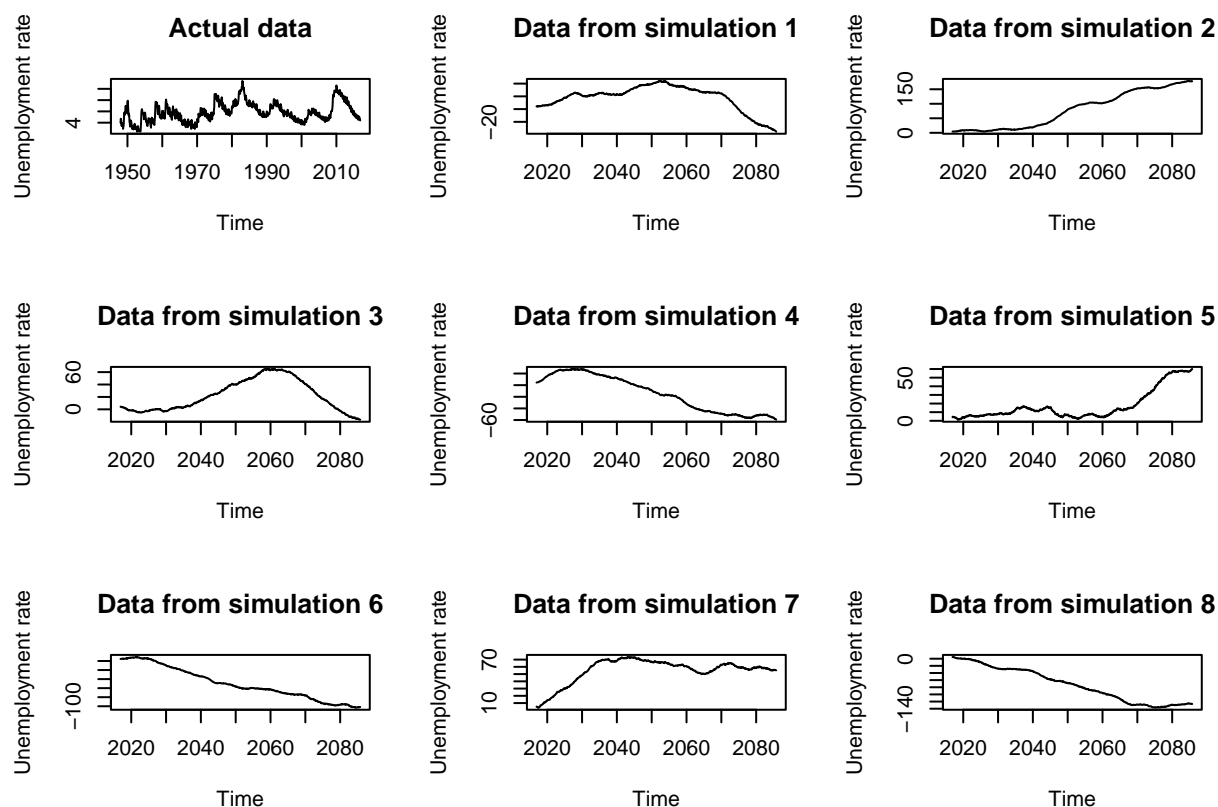 Actual data
Unemployment rate
4
1950 1970 1990 2010
Time
Data from simulation 1
Unemployment rate
−20
2020 2040 2060 2080
Time
Data from simulation 2
Unemployment rate
0 150
2020 2040 2060 2080
Time
Data from simulation 3
Unemployment rate
0 60
2020 2040 2060 2080
Time
Data from simulation 4
Unemployment rate
−60
2020 2040 2060 2080
Time
Data from simulation 5
Unemployment rate
0 50
2020 2040 2060 2080
Time
Data from simulation 6
Unemployment rate
−100
2020 2040 2060 2080
Time
Data from simulation 7
Unemployment rate
10 70
2020 2040 2060 2080
Time
Data from simulation 8
Unemployment rate
−140 0
2020 2040 2060 2080
Time